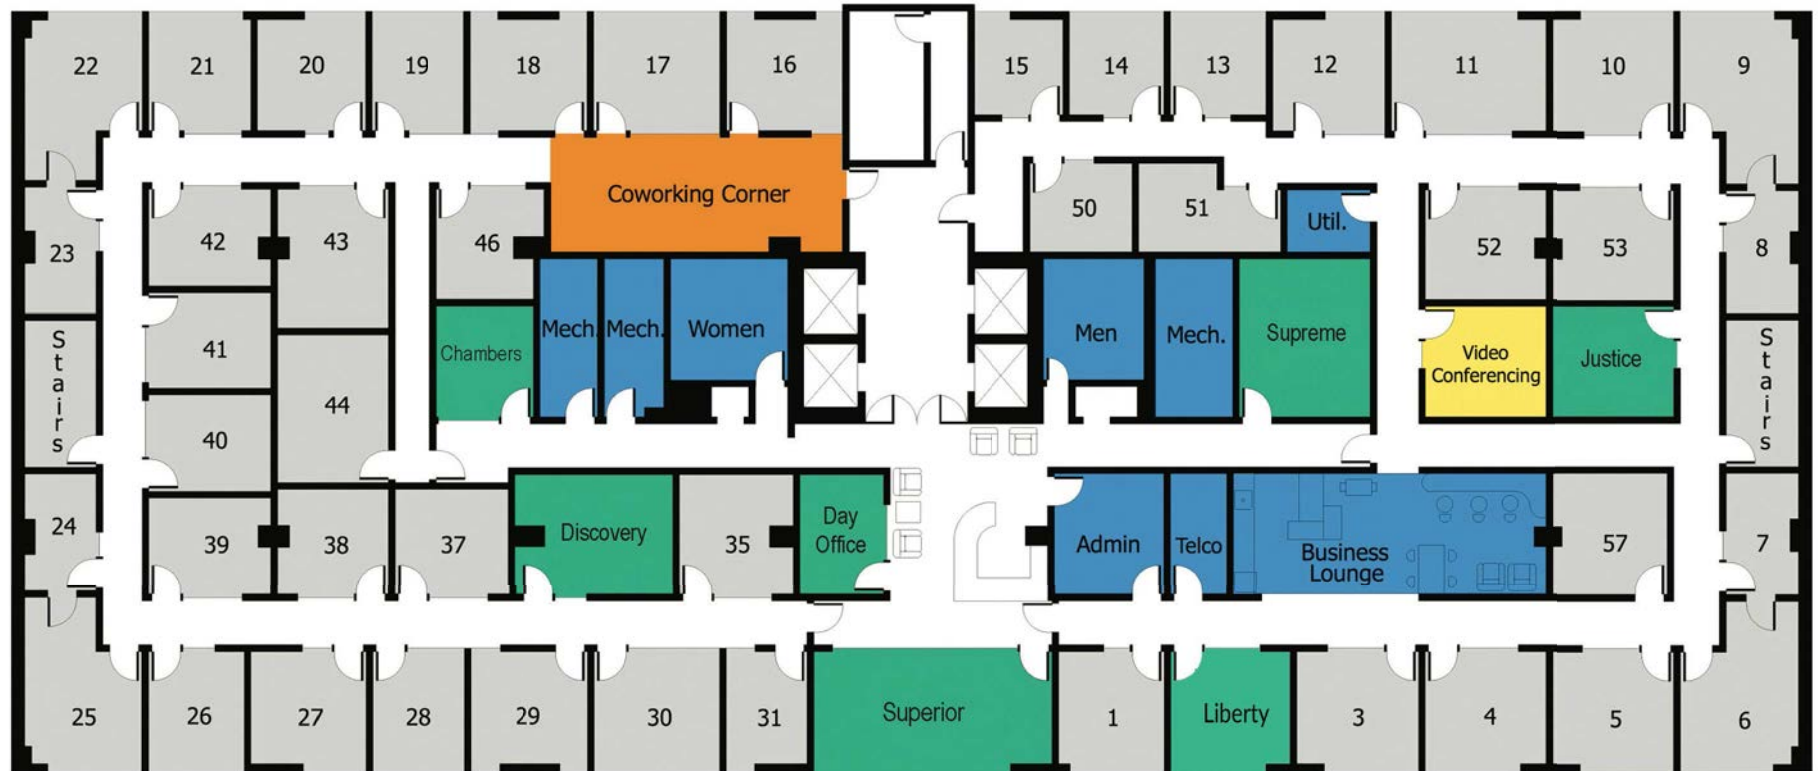 22
21
20
19
18
17
16
15
14
13
12
11
10
9
Coworking Corner
42
43
46
50
51
Util.
52
53
23
8
Stairs
41
Chambers
Mech.
Mech.
Women
Men
Mech.
Supreme
Video
Conferencing
Justice
Stairs
44
40
24
39
38
37
Discovery
35
Day
Office
Admin
Telco
Business
Lounge
57
7
25
26
27
28
29
30
31
Superior
1
Liberty
3
4
5
6